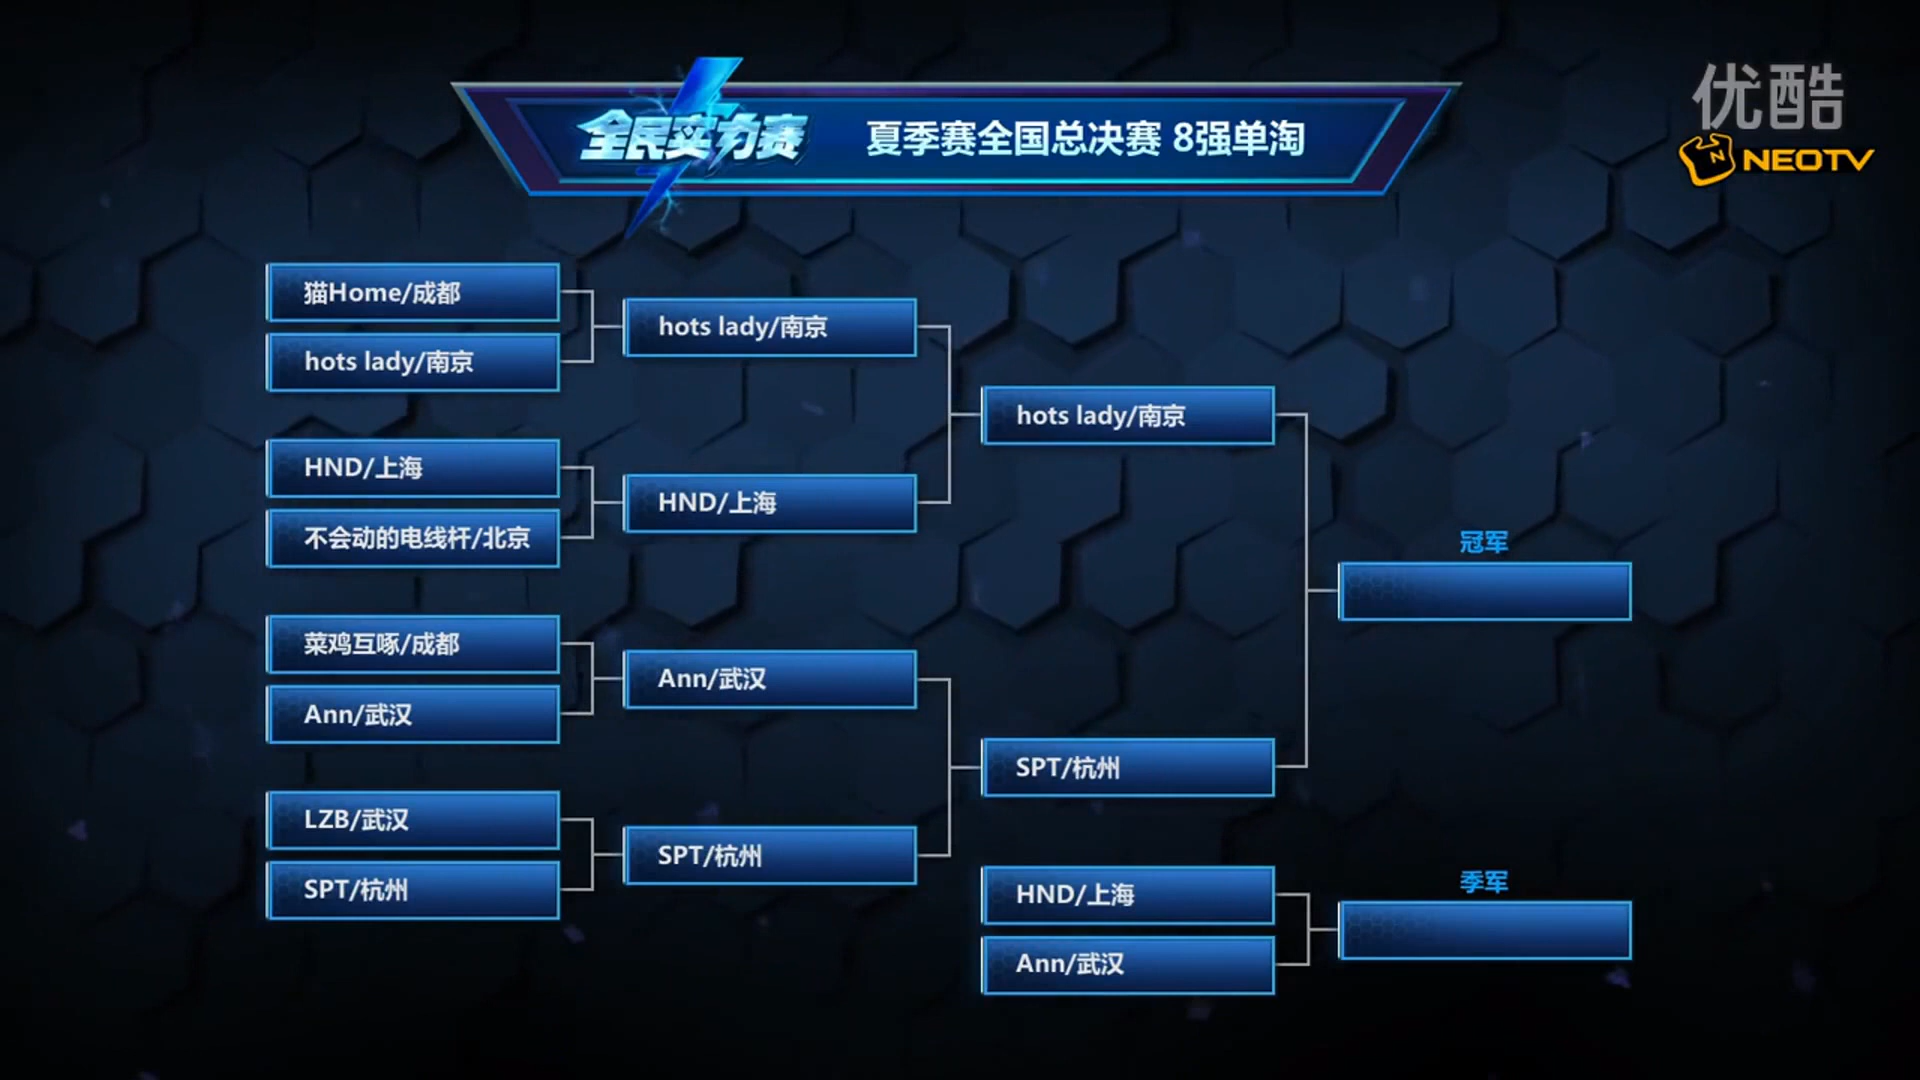 优酷
NEOTV
全民实力赛
夏季赛全国总决赛 8强单淘
猫Home/成都
hots lady/南京
HND/上海
不会动的电线杆/北京
菜鸡互啄/成都
Ann/武汉
LZB/武汉
SPT/杭州
hots lady/南京
HND/上海
Ann/武汉
SPT/杭州
hots lady/南京
SPT/杭州
冠军
HND/上海
Ann/武汉
季军